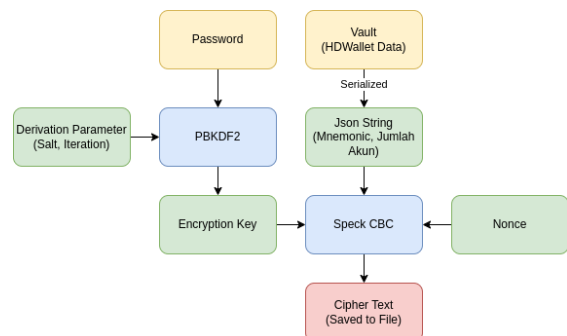 Password
Vault
(HDWallet Data)
Serialized
Derivation Parameter
(Salt, Iteration)
PBKDF2
Json String
(Mnemonic, Jumlah
Akun)
Encryption Key
Speck CBC
Nonce
Cipher Text
(Saved to File)